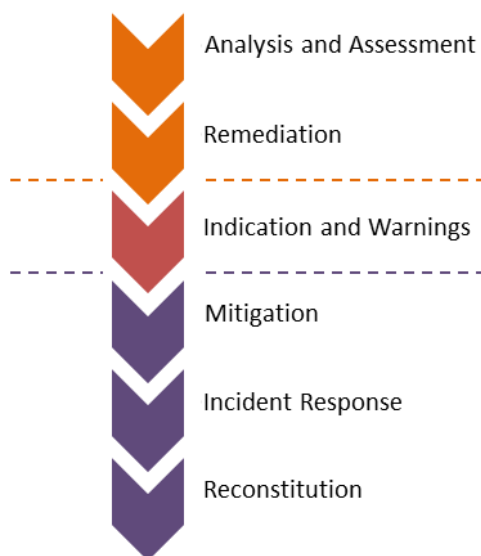 Analysis and Assessment
Remediation
Indication and Warnings
Mitigation
Incident Response
Reconstitution